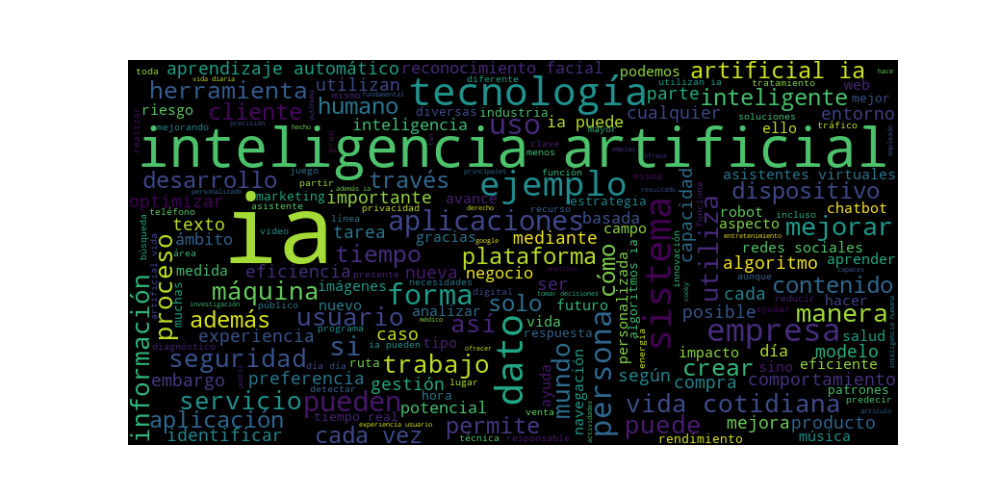 toda aprendizaje automático reconocimiento facial diferente podemos artificial ia hace
vida diaria utilizan mismo fundamental tecnología utilizan ia tratamiento web
herramienta parte inteligente mejor
riesgo cliente humano diversas industria cualquier soluciones entorno
inteligencia uso ia puede mayor ello tráfico
mejorando precisión hecho gran clave
inteligencia artificial
realizar menos empleo ofrece empleado
desarrollo juego través función principales misma asistentes virtuales
personalizado partir además ia ejemplo estrategia resultado dispositivo
optimizar marketing importante avance recurso capacidad robot incluso chatbot
teléfono asistente privacidad aplicaciones basada campo aspecto mejorar
texto ia línea tarea gracias mediante cómo sistema utiliza redes sociales entretenimiento
búsqueda ámbito video tiempo google plataforma innovación algoritmo aprender
área eficiencia presente nueva negocio personalizada algoritmos ia aunque capaces
proceso medida imágenes necesidades digital ser tomar decisiones cada contenido
información muchas máquina nuevo forma solo futuro reducir hacer
investigación público analizar posible ayudar manera inteligencia humana
además usuario programa vida persona empresa salud
experiencia si caso así tipo dato respuesta energía impacto día modelo
diagnóstico médico ia pueden ofrecer mundo sino eficiente
seguridad día día ruta trabajo lugar ayuda según crear comportamiento
embargo preferencia detectar gestión navegación compra patrones
servicio pueden hora potencial venta actividades vida cotidiana predecir artículo
aplicación tiempo real permite puede mejora producto
identificar cada vez experiencia usuario derecho técnica responsable rendimiento música